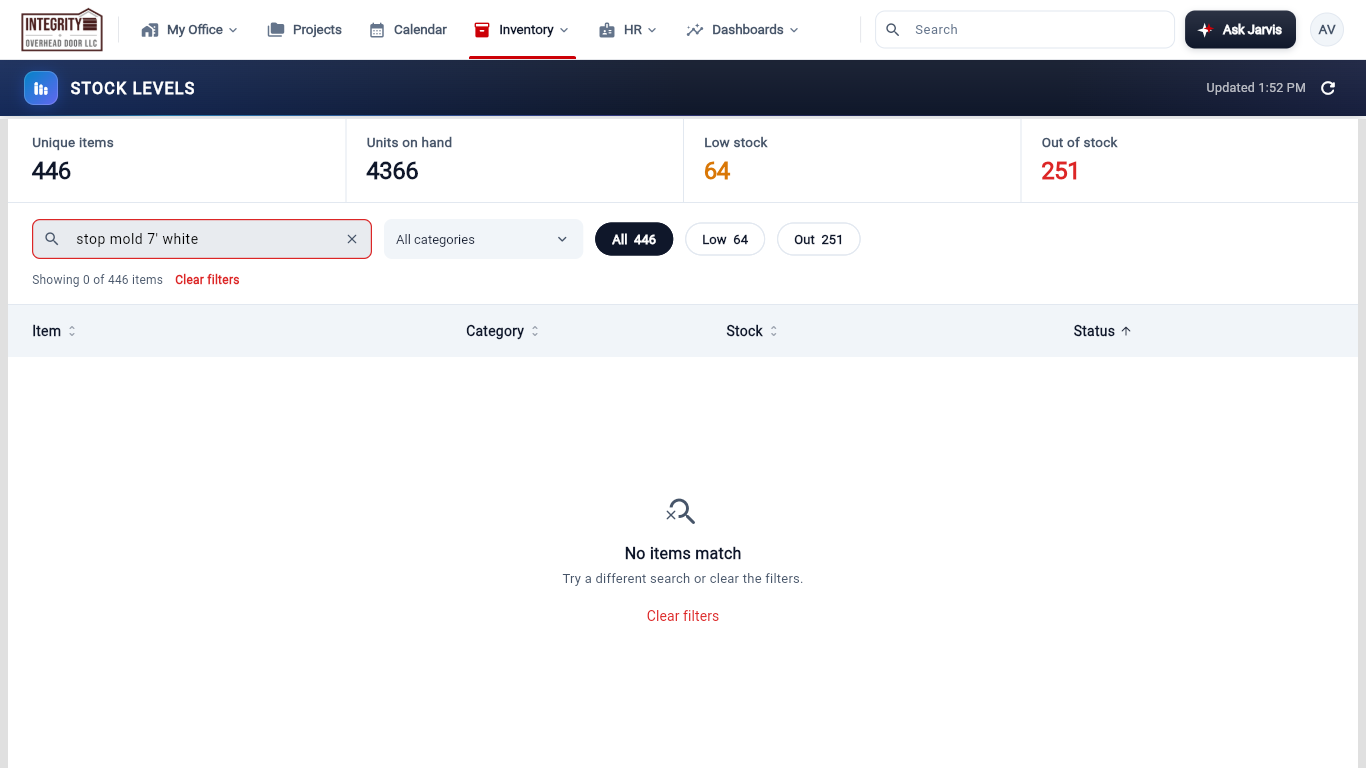 INTEGRITY
OVERHEAD DOOR LLC
My Office
Projects
Calendar
Inventory
HR
Dashboards
Search
Ask Jarvis
AV
STOCK LEVELS
Updated 1:52 PM
Unique items
446
Units on hand
4366
Low stock
64
Out of stock
251
stop mold 7' white
All categories
All 446
Low 64
Out 251
Showing 0 of 446 items Clear filters
Item
Category
Stock
Status
No items match
Try a different search or clear the filters.
Clear filters